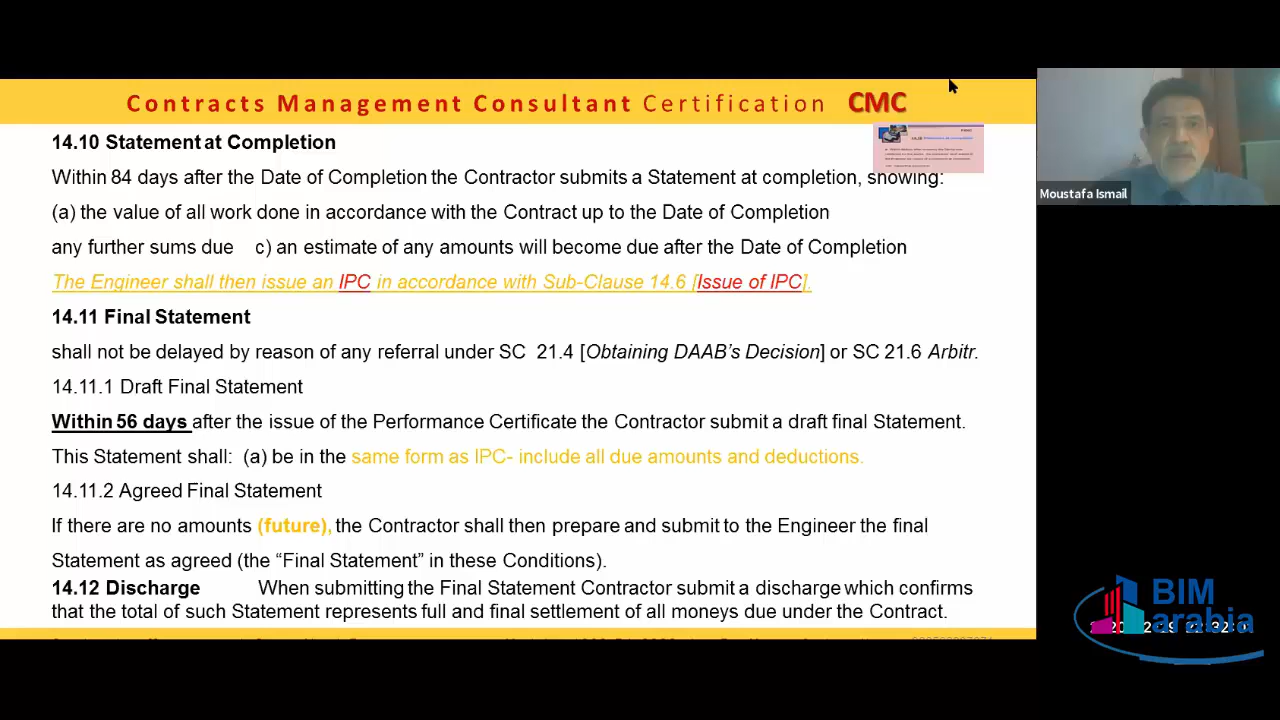 Contracts Management Consultant Certification CMC
14.10 Statement at Completion
Within 84 days after the Date of Completion the Contractor submits a Statement at completion, showing:
(a) the value of all work done in accordance with the Contract up to the Date of Completion
any further sums due c) an estimate of any amounts will become due after the Date of Completion
The Engineer shall then issue an IPC in accordance with Sub-Clause 14.6 [Issue of IPC].
14.11 Final Statement
shall not be delayed by reason of any referral under SC 21.4 [Obtaining DAAB's Decision] or SC 21.6 Arbitr.
14.11.1 Draft Final Statement
Within 56 days after the issue of the Performance Certificate the Contractor submit a draft final Statement.
This Statement shall: (a) be in the same form as IPC- include all due amounts and deductions.
14.11.2 Agreed Final Statement
If there are no amounts (future), the Contractor shall then prepare and submit to the Engineer the final
Statement as agreed (the “Final Statement” in these Conditions).
14.12 Discharge When submitting the Final Statement Contractor submit a discharge which confirms
that the total of such Statement represents full and final settlement of all moneys due under the Contract.
Moustafa Ismail
BIM
arabia